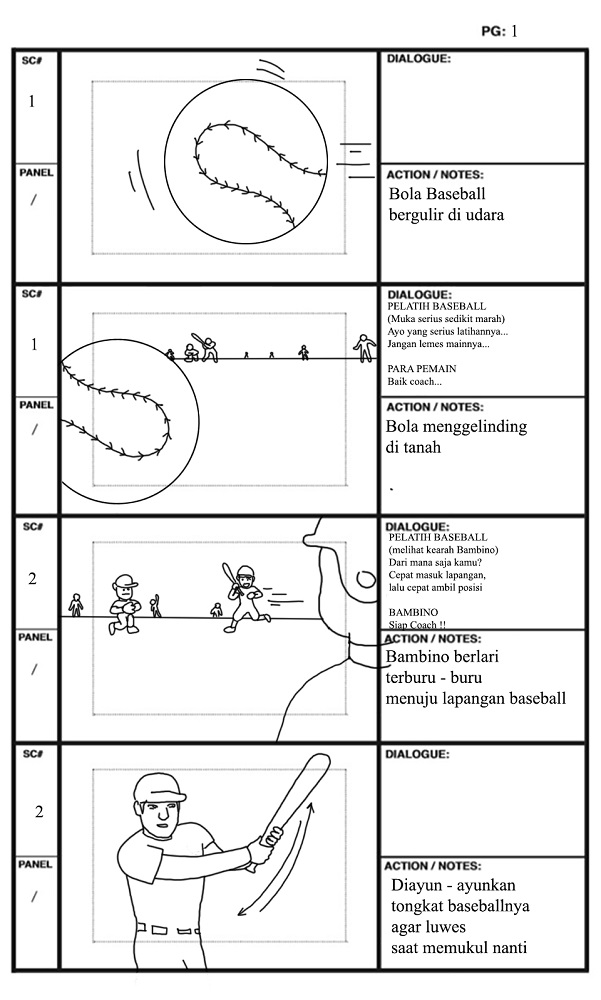 PG: 1
SC#
1
PANEL
/
DIALOGUE:
ACTION / NOTES:
Bola Baseball
bergulir di udara
SC#
1
PANEL
/
DIALOGUE:
PELATIH BASEBALL
(Muka serius sedikit marah)
Ayo yang serius latihannya...
Jangan lemes mainnya...
PARA PEMAIN
Baik coach...
ACTION / NOTES:
Bola menggelinding
di tanah
.
SC#
2
PANEL
/
DIALOGUE:
PELATIH BASEBALL
(melihat kearah Bambino)
Dari mana saja kamu?
Cepat masuk lapangan,
lalu cepat ambil posisi
BAMBINO
Siap Coach !!
ACTION / NOTES:
Bambino berlari
terburu - buru
menuju lapangan baseball
SC#
2
PANEL
/
DIALOGUE:
ACTION / NOTES:
Diayun - ayunkan
tongkat baseballnya
agar luwes
saat memukul nanti